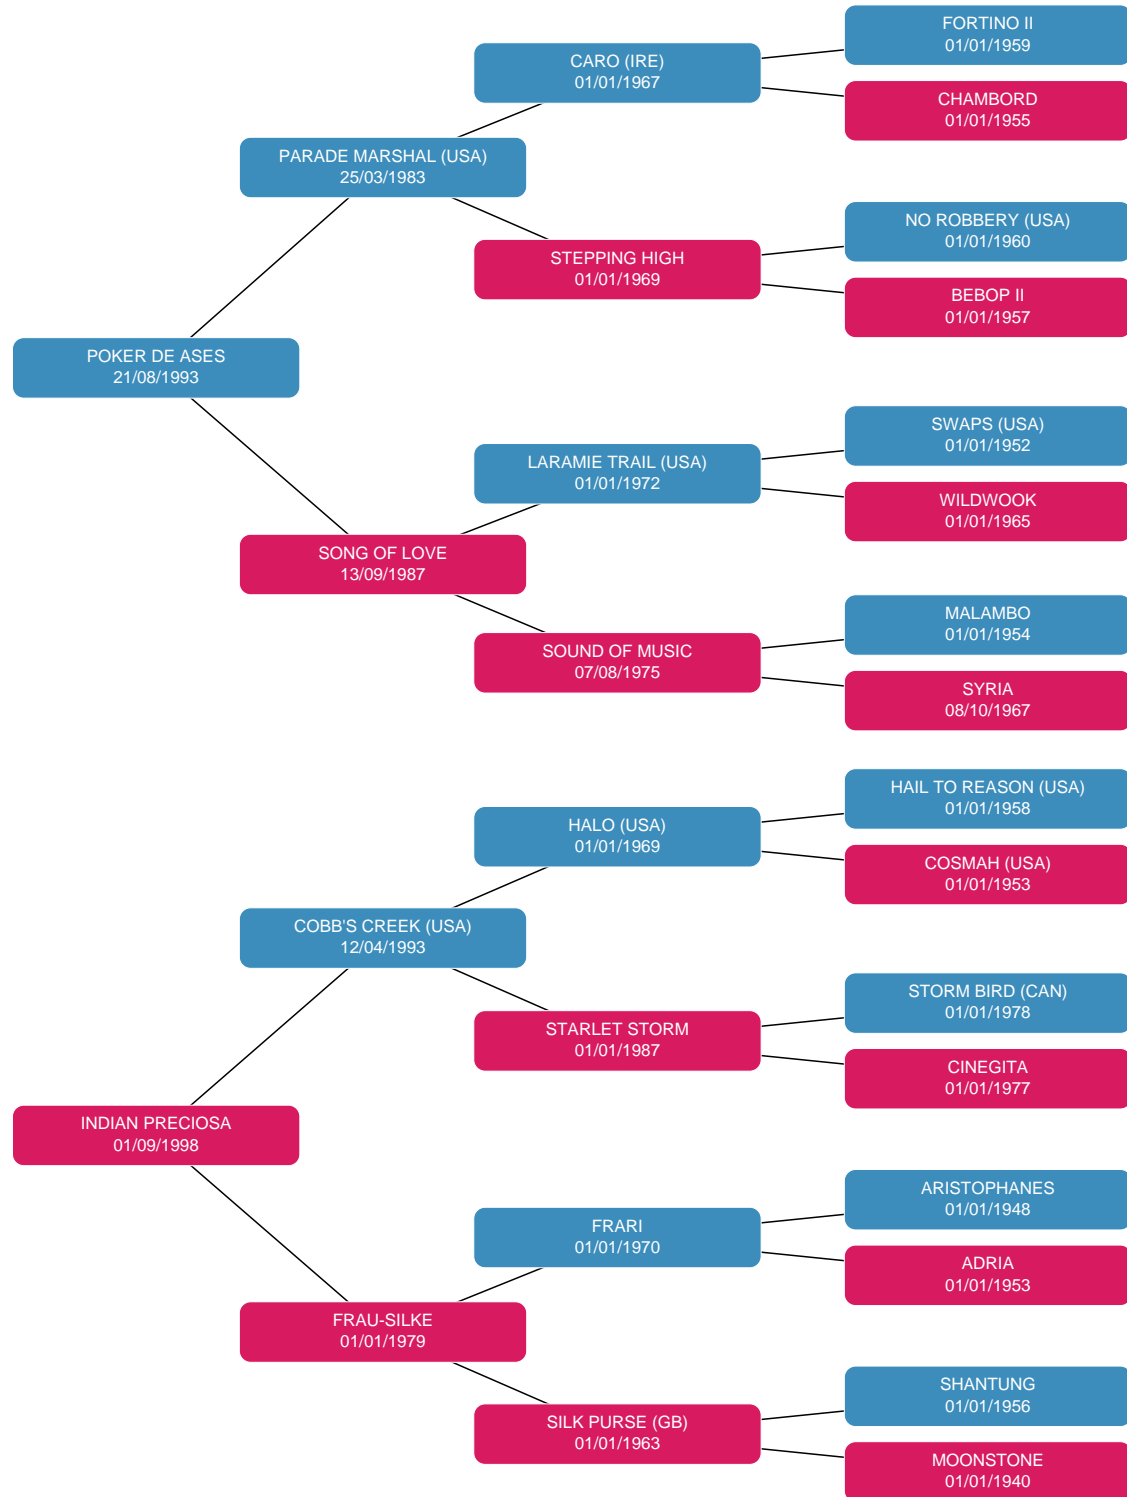 FORTINO II
01/01/1959
CARO (IRE)
01/01/1967
CHAMBORD
01/01/1955
PARADE MARSHAL (USA)
25/03/1983
NO ROBBERY (USA)
01/01/1960
STEPPING HIGH
01/01/1969
BEBOP II
01/01/1957
POKER DE ASES
21/08/1993
SWAPS (USA)
01/01/1952
LARAMIE TRAIL (USA)
01/01/1972
WILDWOOK
01/01/1965
SONG OF LOVE
13/09/1987
MALAMBO
01/01/1954
SOUND OF MUSIC
07/08/1975
SYRIA
08/10/1967
HAIL TO REASON (USA)
01/01/1958
HALO (USA)
01/01/1969
COSMAH (USA)
01/01/1953
COBB'S CREEK (USA)
12/04/1993
STORM BIRD (CAN)
01/01/1978
STARLET STORM
01/01/1987
CINEGITA
01/01/1977
INDIAN PRECIOSA
01/09/1998
ARISTOPHANES
01/01/1948
FRARI
01/01/1970
ADRIA
01/01/1953
FRAU-SILKE
01/01/1979
SHANTUNG
01/01/1956
SILK PURSE (GB)
01/01/1963
MOONSTONE
01/01/1940